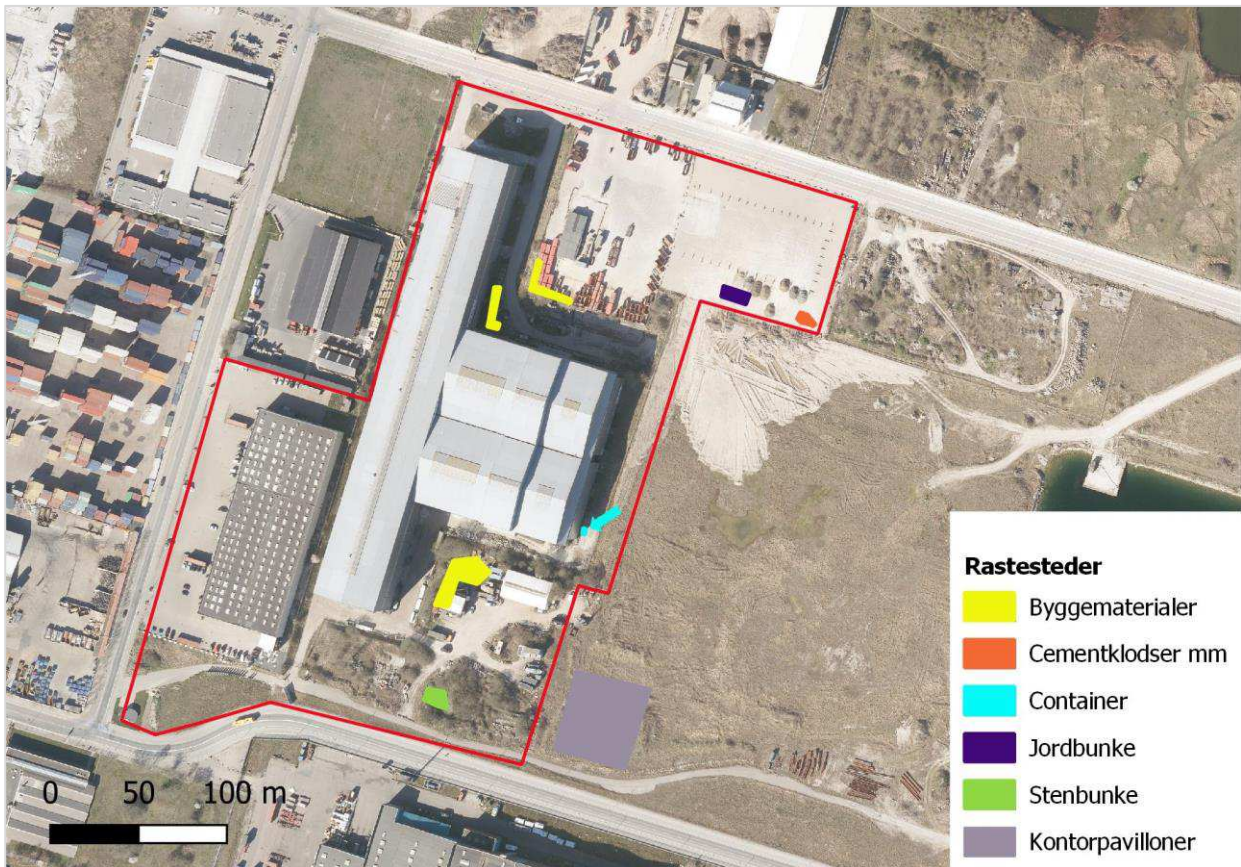 Rastesteder
Byggematerialer
Cementklodser mm
Container
Jordbunke
Stenbunke
Kontorpavilloner
0 50 100 m